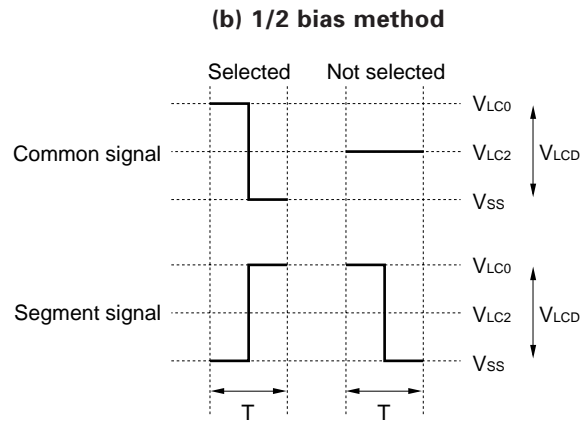 (b) 1/2 bias method
Selected Not selected
VLC0
Common signal VLC2 VLCD
VSS
VLC0
Segment signal VLC2 VLCD
VSS
T T